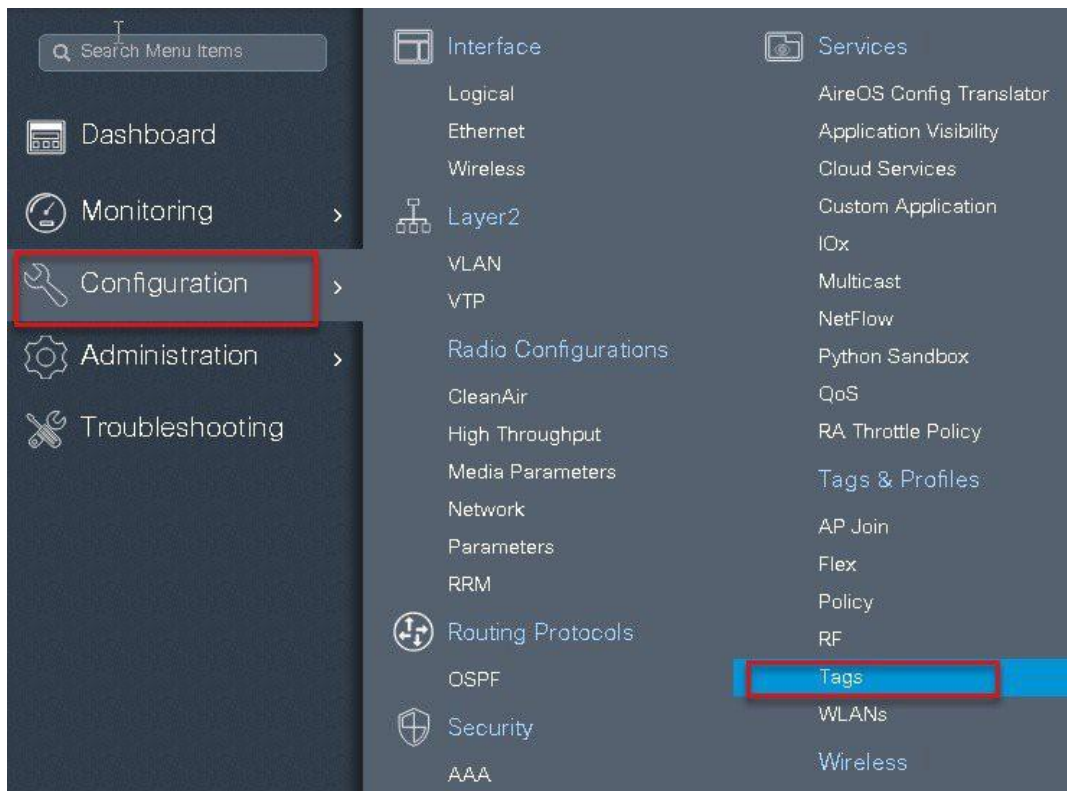 Search Menu Items
Dashboard
Monitoring
Configuration
Administration
Troubleshooting
Interface
Logical
Ethernet
Wireless
Layer2
VLAN
VTP
Radio Configurations
CleanAir
High Throughput
Media Parameters
Network
Parameters
RRM
Routing Protocols
OSPF
Security
AAA
Services
AireOS Config Translator
Application Visibility
Cloud Services
Custom Application
IOx
Multicast
NetFlow
Python Sandbox
QoS
RA Throttle Policy
Tags & Profiles
AP Join
Flex
Policy
RF
Tags
WLANs
Wireless